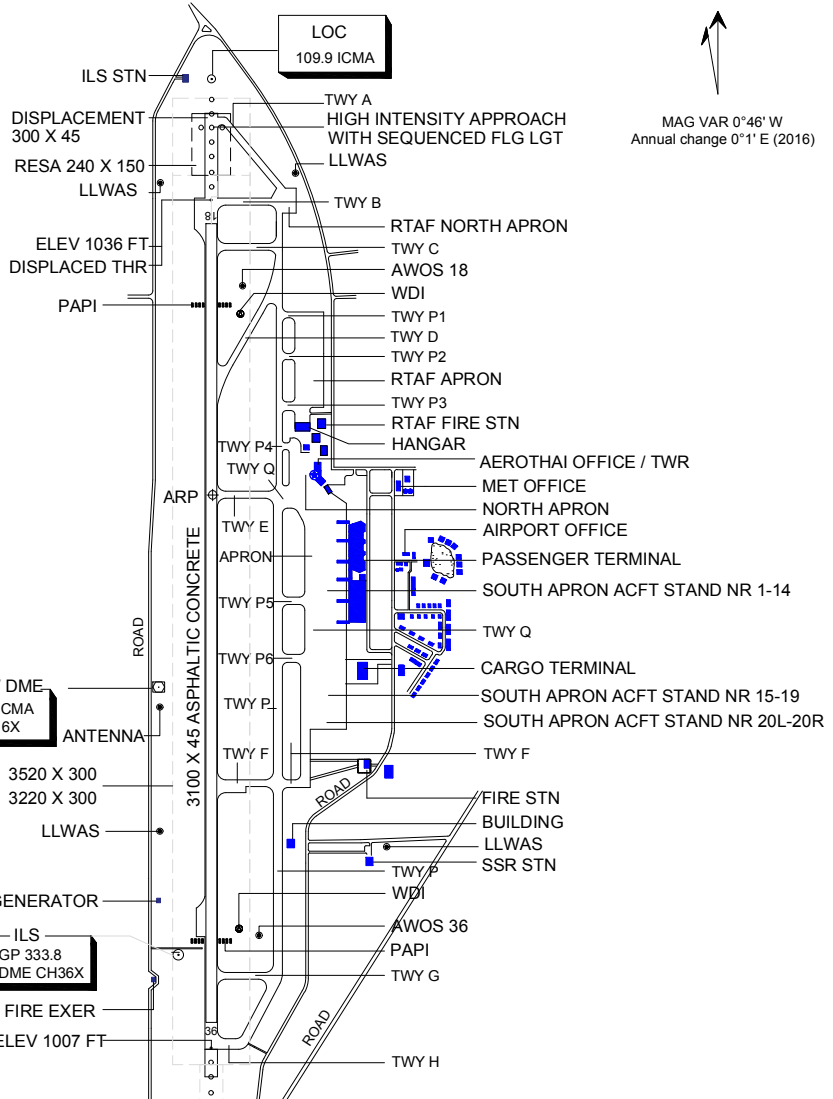 LOC
109.9 ICMA
ILS STN
MAG VAR 0°46' W
Annual change 0°1' E (2016)
TWY A
DISPLACEMENT
300 X 45
HIGH INTENSITY APPROACH
WITH SEQUENCED FLG LGT
RESA 240 X 150
LLWAS
LLWAS
TWY B
18
RTAF NORTH APRON
ELEV 1036 FT
TWY C
DISPLACED THR
AWOS 18
WDI
PAPI
TWY P1
TWY D
TWY P2
RTAF APRON
TWY P3
RTAF FIRE STN
HANGAR
TWY P4
AEROTHAI OFFICE / TWR
TWY Q
MET OFFICE
ARP
NORTH APRON
TWY E
AIRPORT OFFICE
APRON
PASSENGER TERMINAL
SOUTH APRON ACFT STAND NR 1-14
TWY P5
TWY Q
ROAD
TWY P6
CARGO TERMINAL
DME
CMA
6X
SOUTH APRON ACFT STAND NR 15-19
TWY P
SOUTH APRON ACFT STAND NR 20L-20R
ANTENNA
3100 X 45 ASPHALTIC CONCRETE
TWY F
TWY F
3520 X 300
3220 X 300
ROAD
FIRE STN
BUILDING
LLWAS
LLWAS
SSR STN
TWY P
WDI
GENERATOR
AWOS 36
ILS
GP 333.8
DME CH36X
PAPI
TWY G
FIRE EXER
ROAD
36
ELEV 1007 FT
TWY H